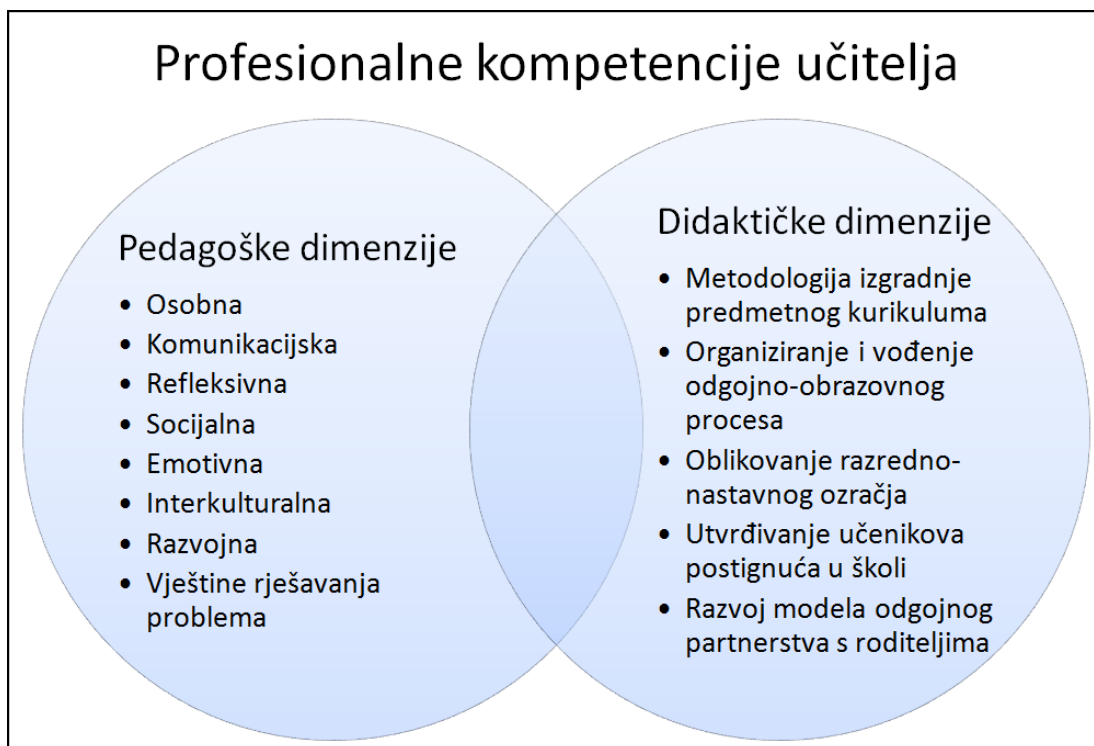 Profesionalne kompetencije učitelja
Pedagoške dimenzije
• Osobna
• Komunikacijska
• Refleksivna
• Socijalna
• Emotivna
• Interkulturalna
• Razvojna
• Vještine rješavanja
problema
Didaktičke dimenzije
• Metodologija izgradnje
predmetnog kurikuluma
• Organiziranje i vođenje
odgojno-obrazovnog
procesa
• Oblikovanje razredno-
nastavnog ozračja
• Utvrđivanje učenikova
postignuća u školi
• Razvoj modela odgojnog
partnerstva s roditeljima